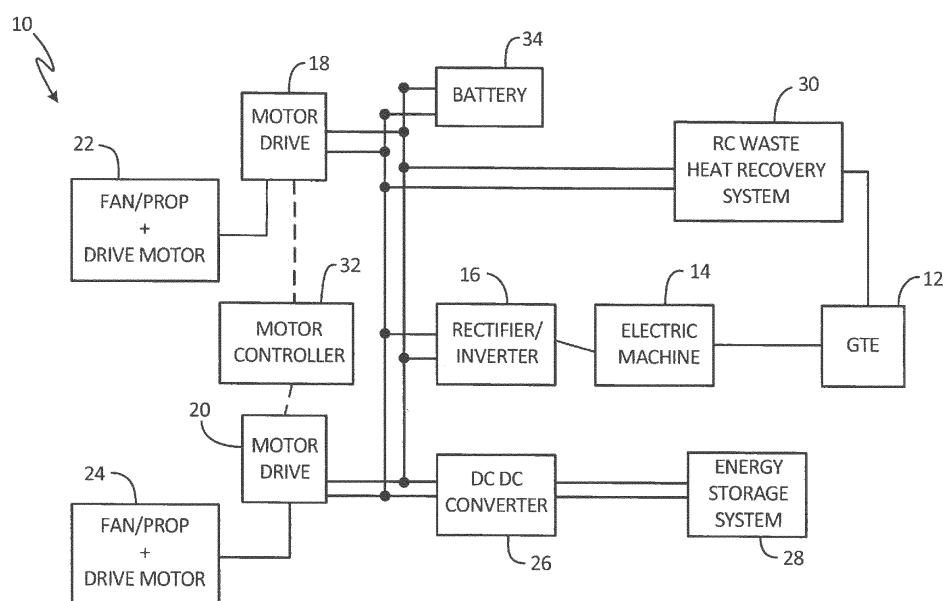 10
18
MOTOR
DRIVE
34
BATTERY
30
RC WASTE
HEAT RECOVERY
SYSTEM
22
FAN/PROP
+
DRIVE MOTOR
32
MOTOR
CONTROLLER
16
RECTIFIER/
INVERTER
14
ELECTRIC
MACHINE
12
GTE
20
MOTOR
DRIVE
24
FAN/PROP
+
DRIVE MOTOR
DC DC
CONVERTER
26
ENERGY
STORAGE
SYSTEM
28